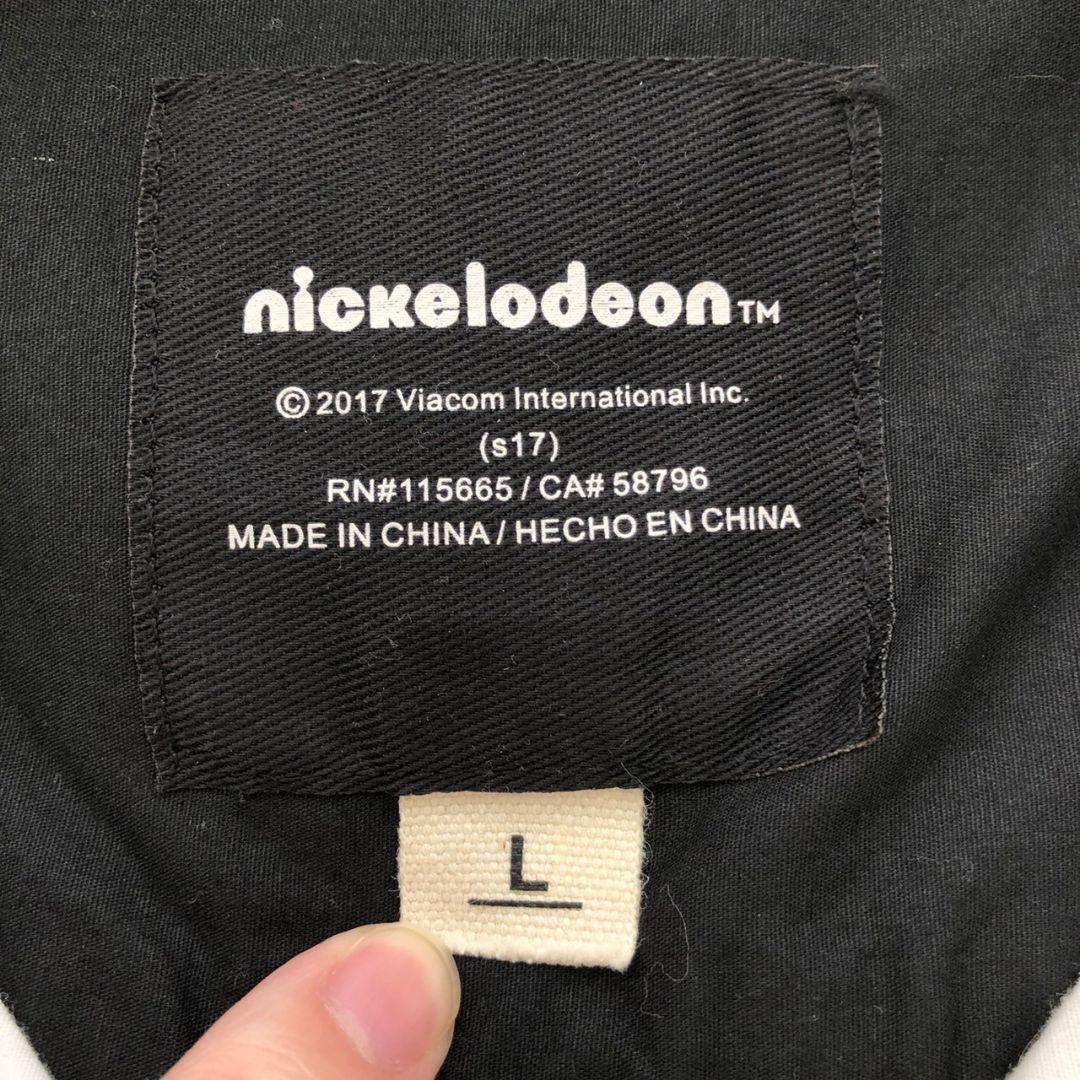 nickelodeon™
© 2017 Viacom International Inc.
(s17)
RN#115665 / CA# 58796
MADE IN CHINA / HECHO EN CHINA
L